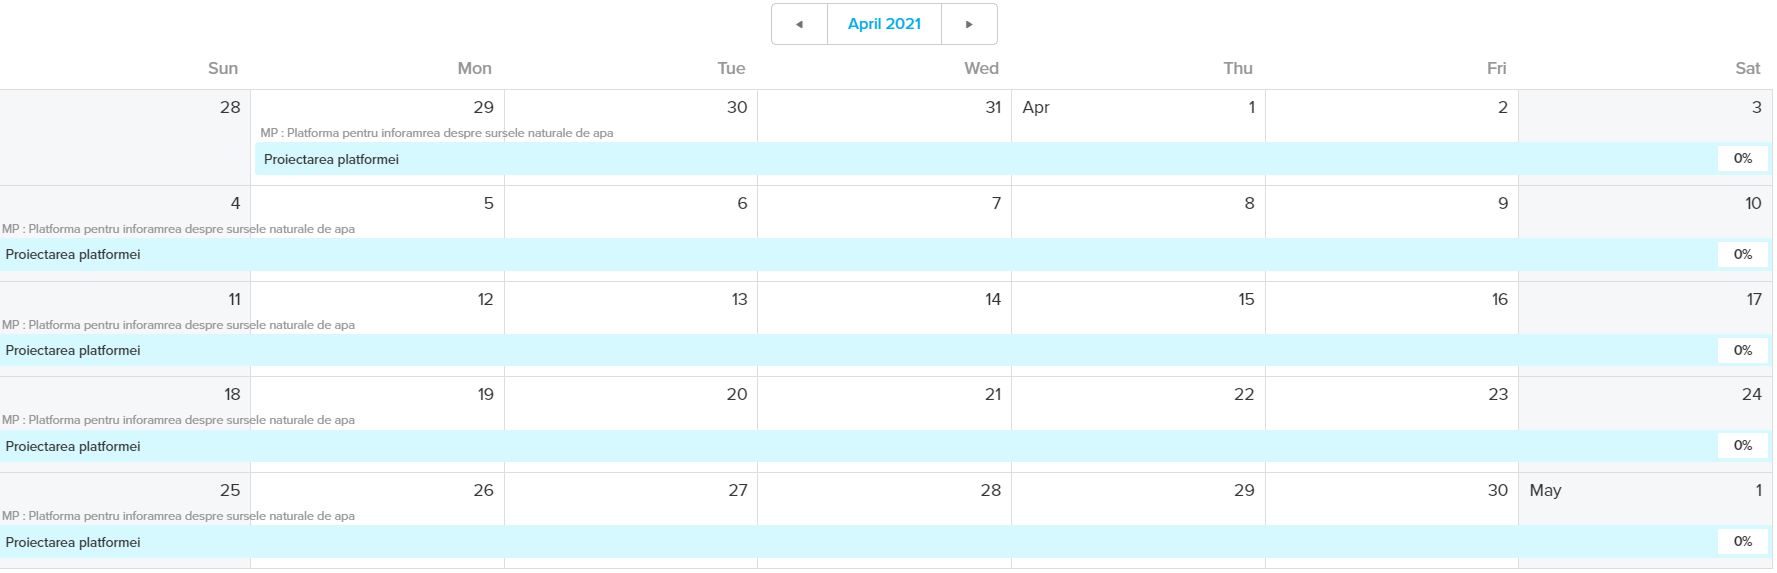 ◄ April 2021 ►
Sun Mon Tue Wed Thu Fri Sat
28 29 30 31 Apr 1 2 3
MP : Platforma pentru inforamrea despre sursele naturale de apa
Proiectarea platformei 0%
4 5 6 7 8 9 10
MP : Platforma pentru inforamrea despre sursele naturale de apa
Proiectarea platformei 0%
11 12 13 14 15 16 17
MP : Platforma pentru inforamrea despre sursele naturale de apa
Proiectarea platformei 0%
18 19 20 21 22 23 24
MP : Platforma pentru inforamrea despre sursele naturale de apa
Proiectarea platformei 0%
25 26 27 28 29 30 May 1
MP : Platforma pentru inforamrea despre sursele naturale de apa
Proiectarea platformei 0%